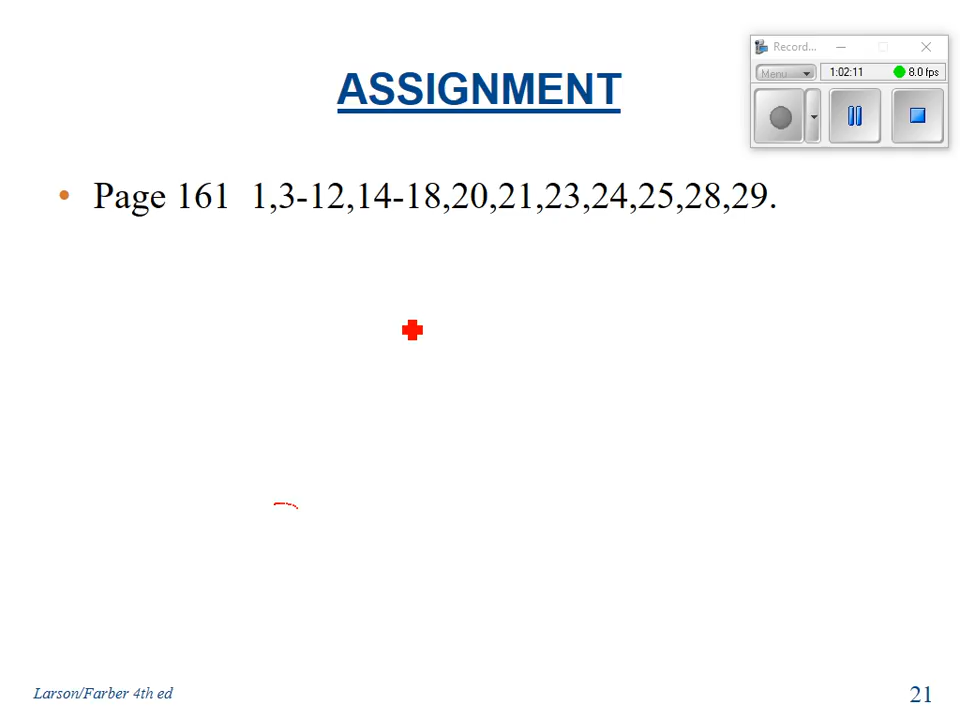 Record...
Menu
1:02:11
8.0 fps
ASSIGNMENT
• Page 161 1,3-12,14-18,20,21,23,24,25,28,29.
Larson/Farber 4th ed
21